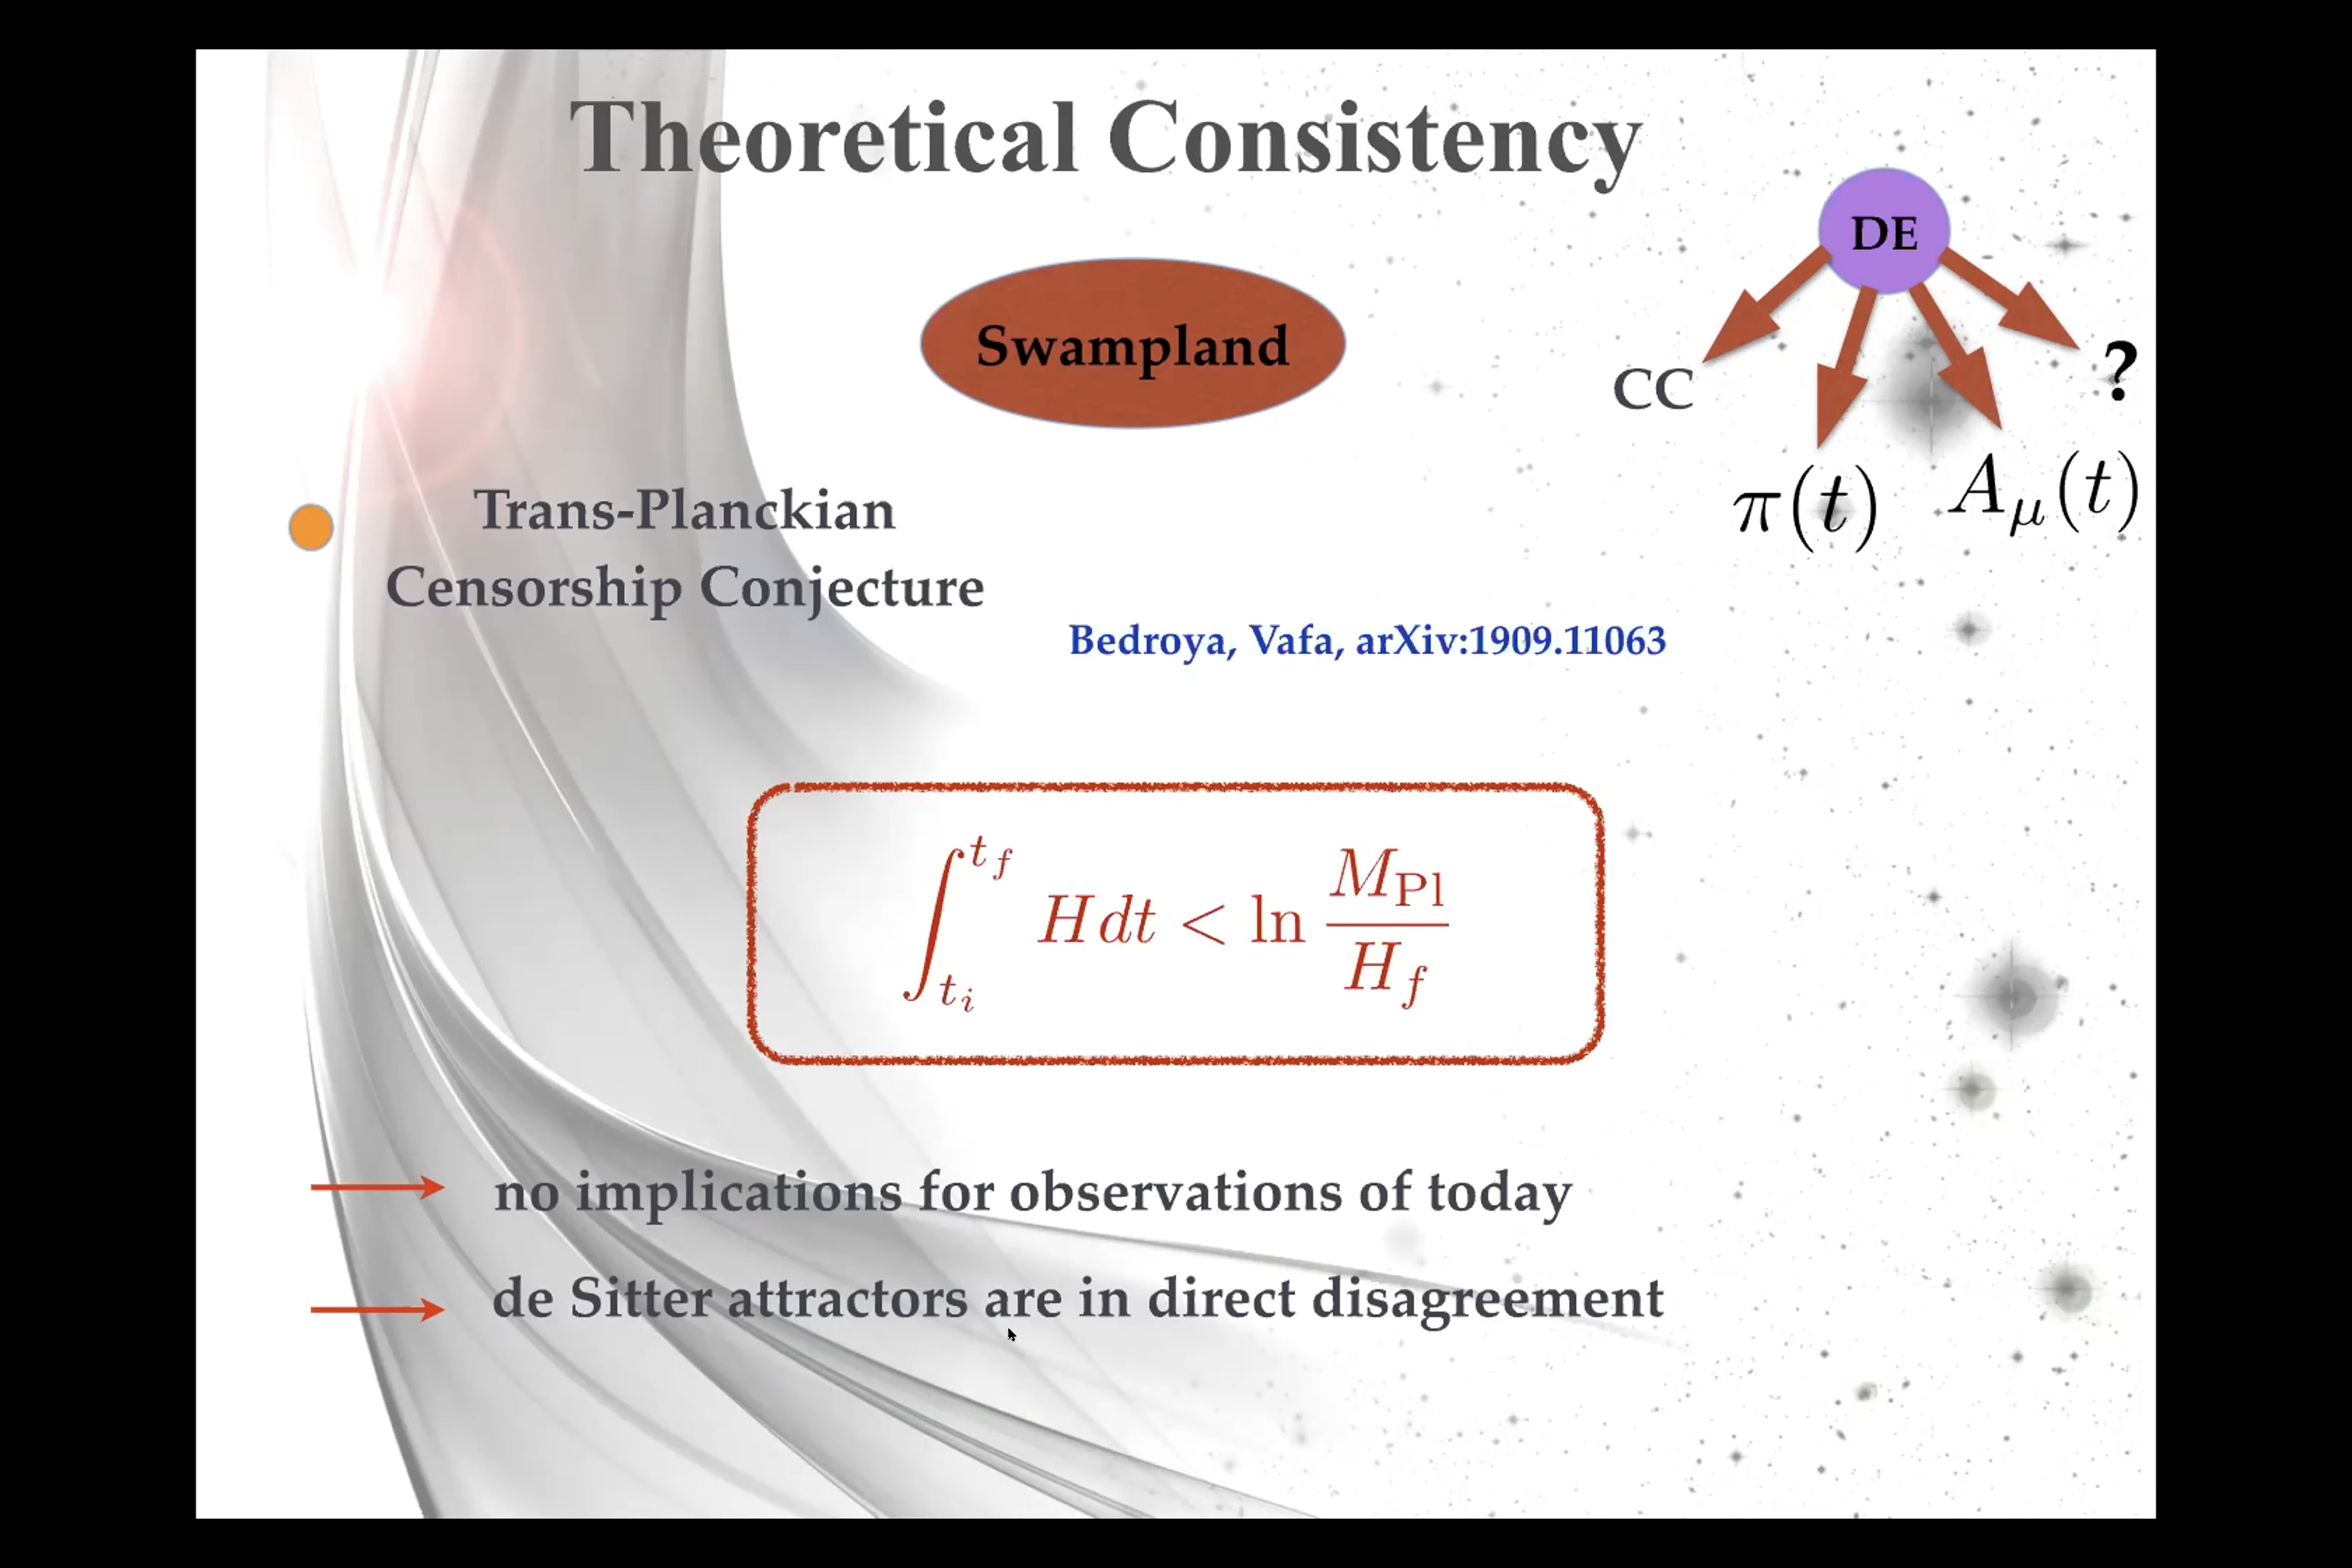 Theoretical Consistency
DE
Swampland
CC
?
π(t)
A_μ(t)
Trans-Planckian
Censorship Conjecture
Bedroya, Vafa, arXiv:1909.11063
∫_{t_i}^{t_f} H dt < ln M_Pl / H_f
no implications for observations of today
de Sitter attractors are in direct disagreement